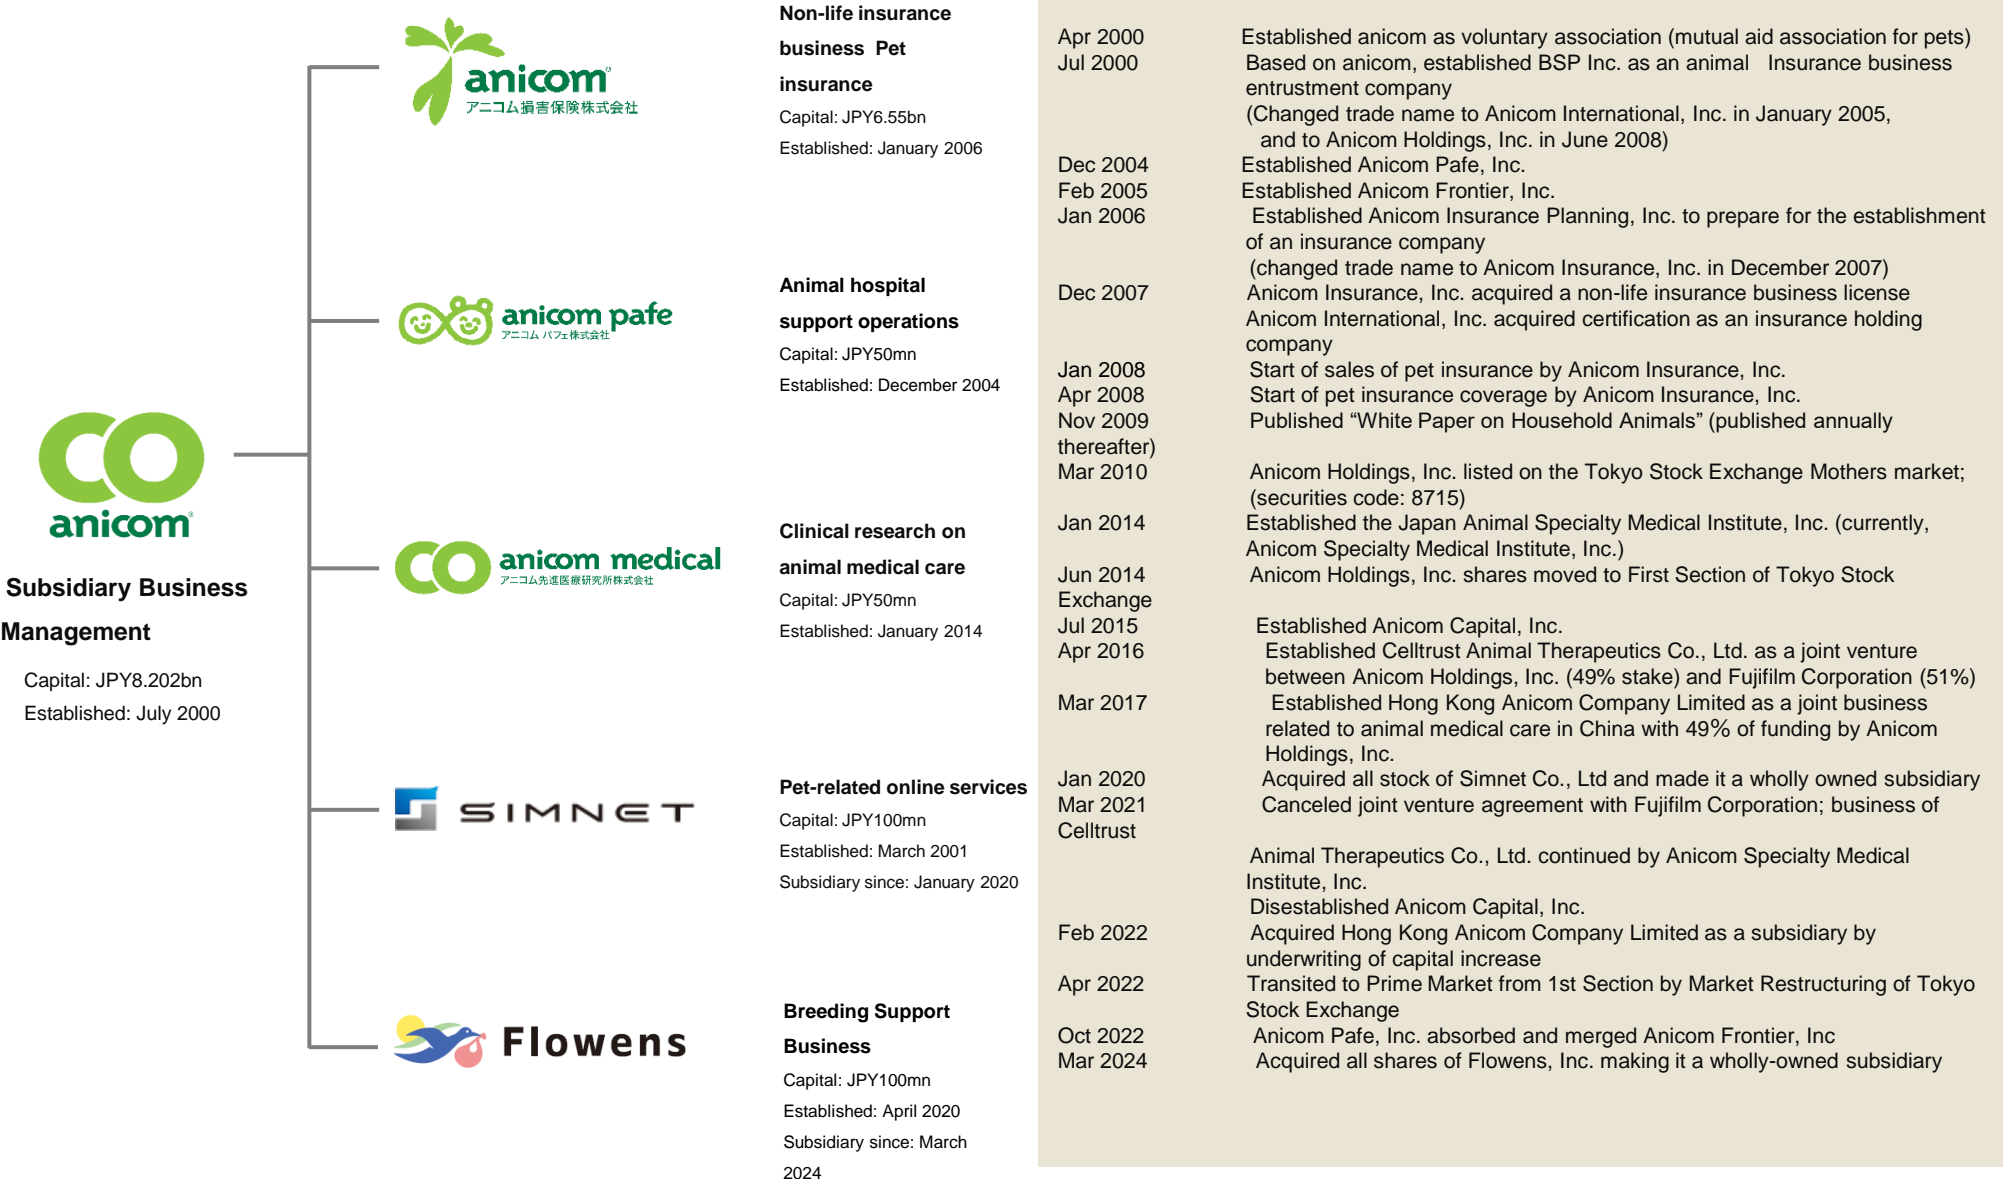 CO
anicom
Subsidiary Business
Management
Capital: JPY8.202bn
Established: July 2000
anicom
アニコム損害保険株式会社
Non-life insurance
business Pet
insurance
Capital: JPY6.55bn
Established: January 2006
anicom pafe
アニコム パフェ株式会社
Animal hospital
support operations
Capital: JPY50mn
Established: December 2004
CO anicom medical
アニコム先進医療研究所株式会社
Clinical research on
animal medical care
Capital: JPY50mn
Established: January 2014
SIMNET
Pet-related online services
Capital: JPY100mn
Established: March 2001
Subsidiary since: January 2020
Flowens
Breeding Support
Business
Capital: JPY100mn
Established: April 2020
Subsidiary since: March
2024
Apr 2000 Established anicom as voluntary association (mutual aid association for pets)
Jul 2000 Based on anicom, established BSP Inc. as an animal Insurance business
entrustment company
(Changed trade name to Anicom International, Inc. in January 2005,
and to Anicom Holdings, Inc. in June 2008)
Dec 2004 Established Anicom Pafe, Inc.
Feb 2005 Established Anicom Frontier, Inc.
Jan 2006 Established Anicom Insurance Planning, Inc. to prepare for the establishment
of an insurance company
(changed trade name to Anicom Insurance, Inc. in December 2007)
Dec 2007 Anicom Insurance, Inc. acquired a non-life insurance business license
Anicom International, Inc. acquired certification as an insurance holding
company
Jan 2008 Start of sales of pet insurance by Anicom Insurance, Inc.
Apr 2008 Start of pet insurance coverage by Anicom Insurance, Inc.
Nov 2009 Published “White Paper on Household Animals” (published annually
thereafter)
Mar 2010 Anicom Holdings, Inc. listed on the Tokyo Stock Exchange Mothers market;
(securities code: 8715)
Jan 2014 Established the Japan Animal Specialty Medical Institute, Inc. (currently,
Anicom Specialty Medical Institute, Inc.)
Jun 2014 Anicom Holdings, Inc. shares moved to First Section of Tokyo Stock
Exchange
Jul 2015 Established Anicom Capital, Inc.
Apr 2016 Established Celltrust Animal Therapeutics Co., Ltd. as a joint venture
between Anicom Holdings, Inc. (49% stake) and Fujifilm Corporation (51%)
Mar 2017 Established Hong Kong Anicom Company Limited as a joint business
related to animal medical care in China with 49% of funding by Anicom
Holdings, Inc.
Jan 2020 Acquired all stock of Simnet Co., Ltd and made it a wholly owned subsidiary
Mar 2021 Canceled joint venture agreement with Fujifilm Corporation; business of
Celltrust
Animal Therapeutics Co., Ltd. continued by Anicom Specialty Medical
Institute, Inc.
Disestablished Anicom Capital, Inc.
Feb 2022 Acquired Hong Kong Anicom Company Limited as a subsidiary by
underwriting of capital increase
Apr 2022 Transited to Prime Market from 1st Section by Market Restructuring of Tokyo
Stock Exchange
Oct 2022 Anicom Pafe, Inc. absorbed and merged Anicom Frontier, Inc
Mar 2024 Acquired all shares of Flowens, Inc. making it a wholly-owned subsidiary